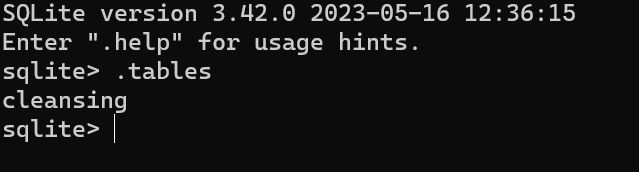 SQLite version 3.42.0 2023-05-16 12:36:15
Enter ".help" for usage hints.
sqlite> .tables
cleansing
sqlite>